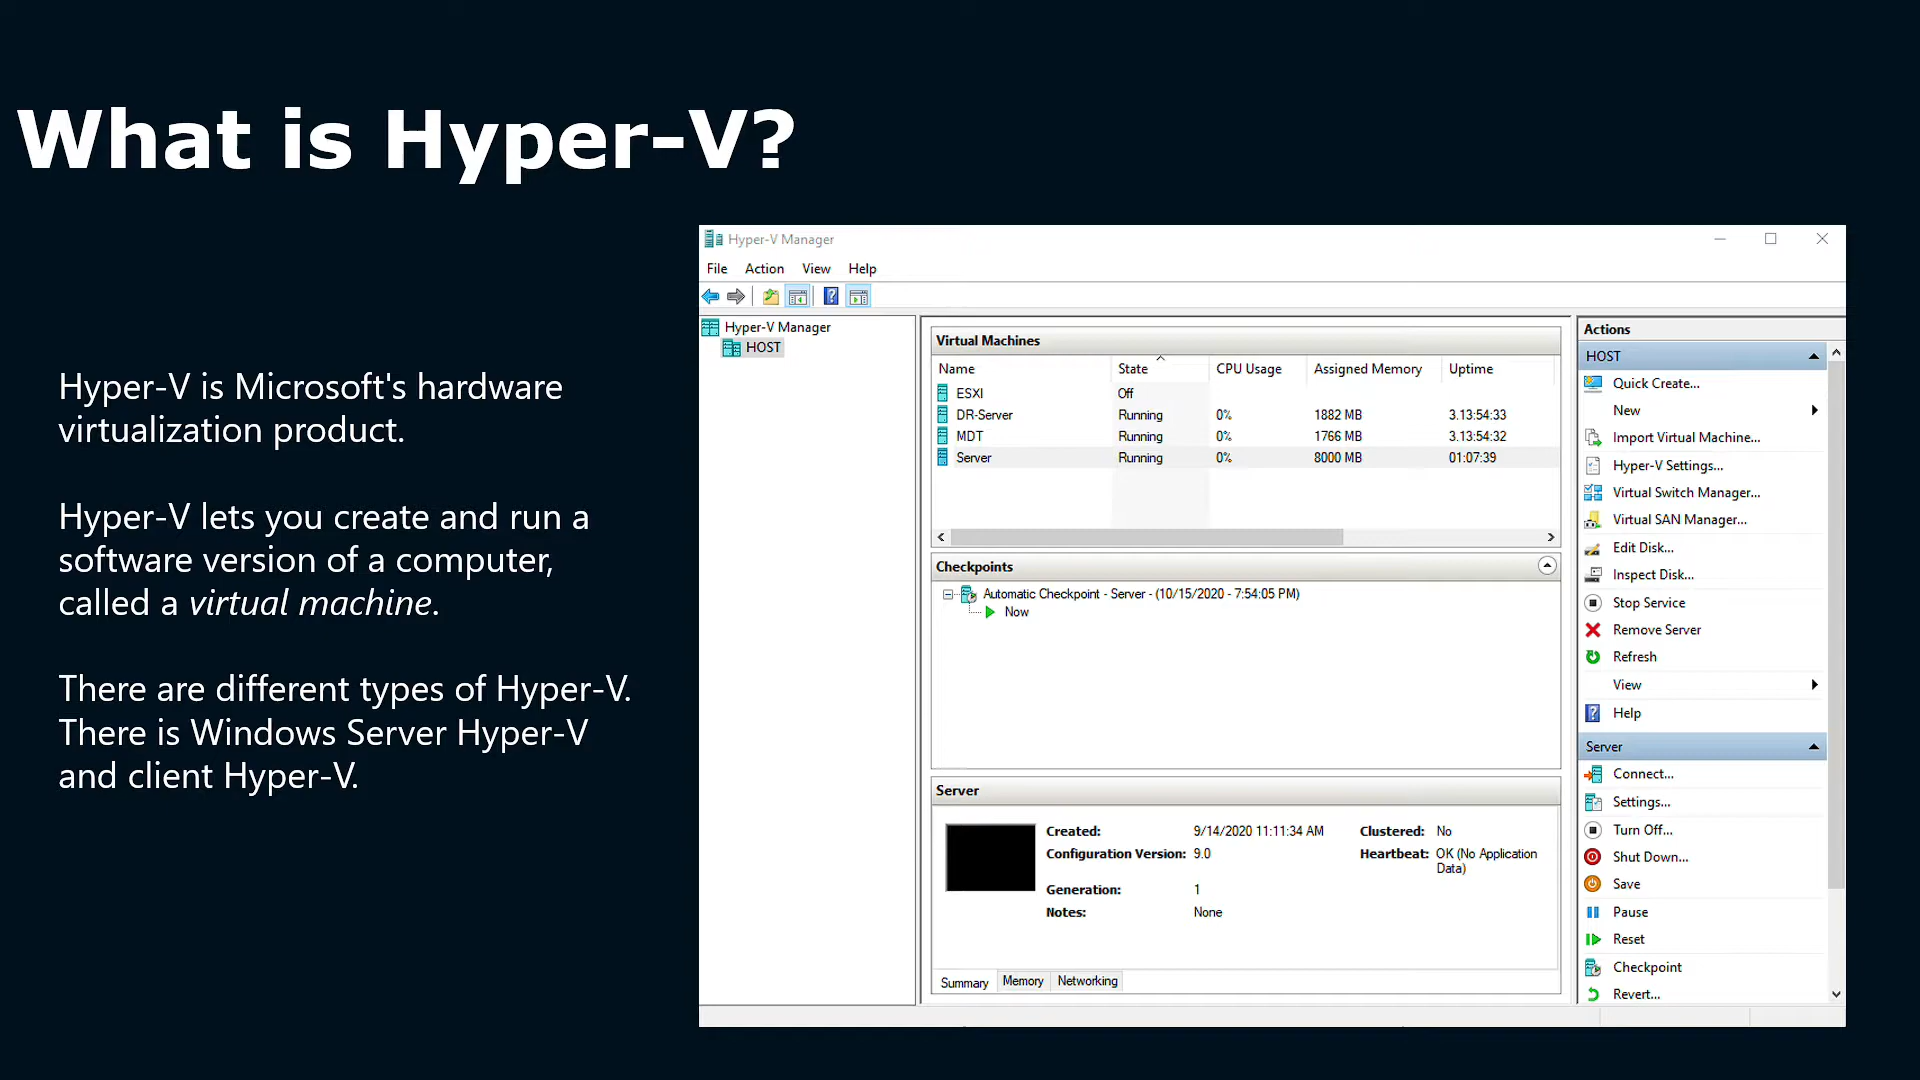 What is Hyper-V?
Hyper-V is Microsoft's hardware
virtualization product.
Hyper-V lets you create and run a
software version of a computer,
called a virtual machine.
There are different types of Hyper-V.
There is Windows Server Hyper-V
and client Hyper-V.
Hyper-V Manager
File Action View Help
Hyper-V Manager
HOST
Virtual Machines
Name State CPU Usage Assigned Memory Uptime
ESXI Off
DR-Server Running 0% 1882 MB 3.13:54:33
MDT Running 0% 1766 MB 3.13:54:32
Server Running 0% 8000 MB 01:07:39
Checkpoints
Automatic Checkpoint - Server - (10/15/2020 - 7:54:05 PM)
Now
Server
Created: 9/14/2020 11:11:34 AM Clustered: No
Configuration Version: 9.0 Heartbeat: OK (No Application
Data)
Generation: 1
Notes: None
Summary Memory Networking
Actions
HOST
Quick Create...
New
Import Virtual Machine...
Hyper-V Settings...
Virtual Switch Manager...
Virtual SAN Manager...
Edit Disk...
Inspect Disk...
Stop Service
Remove Server
Refresh
View
Help
Server
Connect...
Settings...
Turn Off...
Shut Down...
Save
Pause
Reset
Checkpoint
Revert...